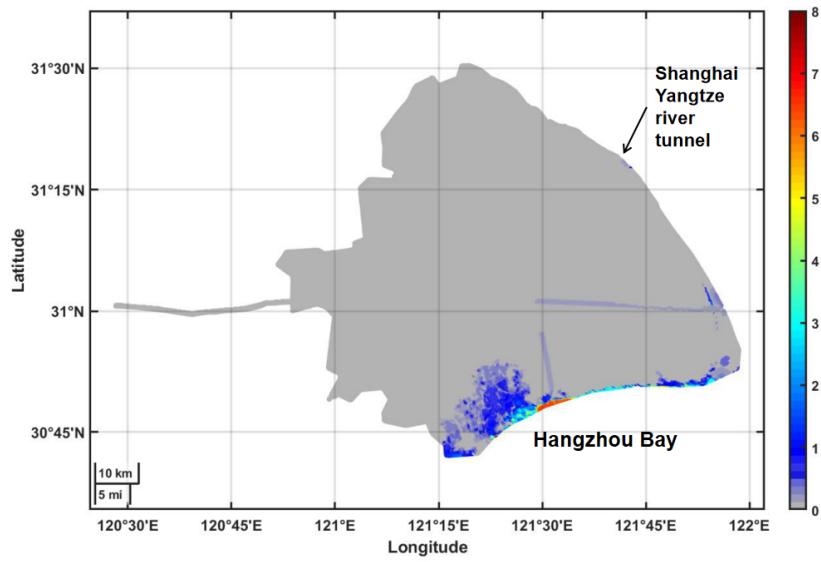 8
7
6
5
4
3
2
1
0
31°30'N
31°15'N
31°N
30°45'N
Latitude
Shanghai
Yangtze
river
tunnel
Hangzhou Bay
10 km
5 mi
120°30'E
120°45'E
121°E
121°15'E
121°30'E
121°45'E
122°E
Longitude